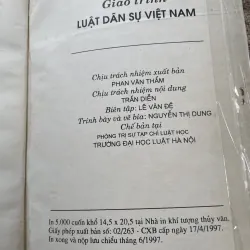 Giáo trình
LUẬT DÂN SỰ VIỆT NAM
Chịu trách nhiệm xuất bản
PHAN VĂN THẮM
Chịu trách nhiệm nội dung
TRẦN DIỄN
Biên tập: LÊ VĂN ĐỆ
Trình bày và vẽ bìa: NGUYỄN THỊ DUNG
Chế bản tại
PHÒNG TRỊ SỰ TẠP CHÍ LUẬT HỌC
TRƯỜNG ĐẠI HỌC LUẬT HÀ NỘI
In 5.000 cuốn khổ 14,5 x 20,5 tại Nhà in khí tượng thủy văn.
Giấy phép xuất bản số: 02/263 - CXB cấp ngày 17/4/1997.
In xong và nộp lưu chiểu tháng 6/1997.